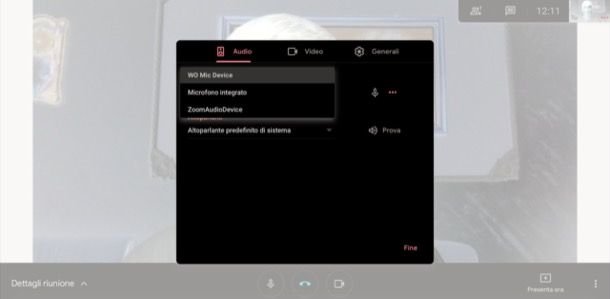 12:11
Audio
Video
Generali
WO Mic Device
Microfono integrato
ZoomAudioDevice
Altoparlante predefinito di sistema
Prova
Fine
Dettagli riunione
Presenta ora